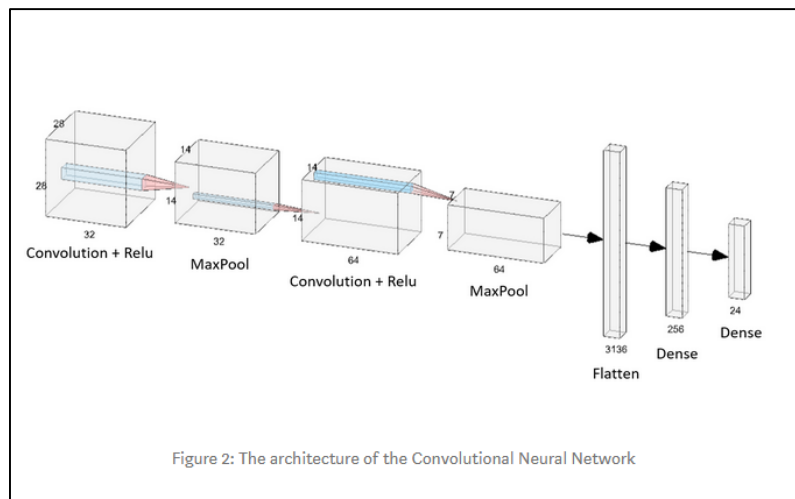 28
28
32
Convolution + Relu
14
14
32
MaxPool
14
14
64
Convolution + Relu
7
7
64
MaxPool
3136
Flatten
256
Dense
24
Dense
Figure 2: The architecture of the Convolutional Neural Network